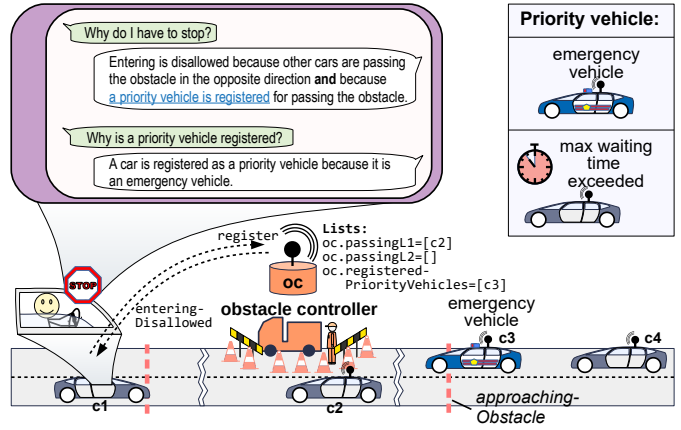 Why do I have to stop?
Entering is disallowed because other cars are passing
the obstacle in the opposite direction and because
a priority vehicle is registered for passing the obstacle.
Why is a priority vehicle registered?
A car is registered as a priority vehicle because it is
an emergency vehicle.
Priority vehicle:
emergency
vehicle
max waiting
time
exceeded
register
Lists:
oc.passingL1=[c2]
oc.passingL2=[]
oc.registered-
PriorityVehicles=[c3]
STOP
OC
entering-
Disallowed
obstacle controller
emergency
vehicle
c3
c4
c1
c2
approaching-
Obstacle